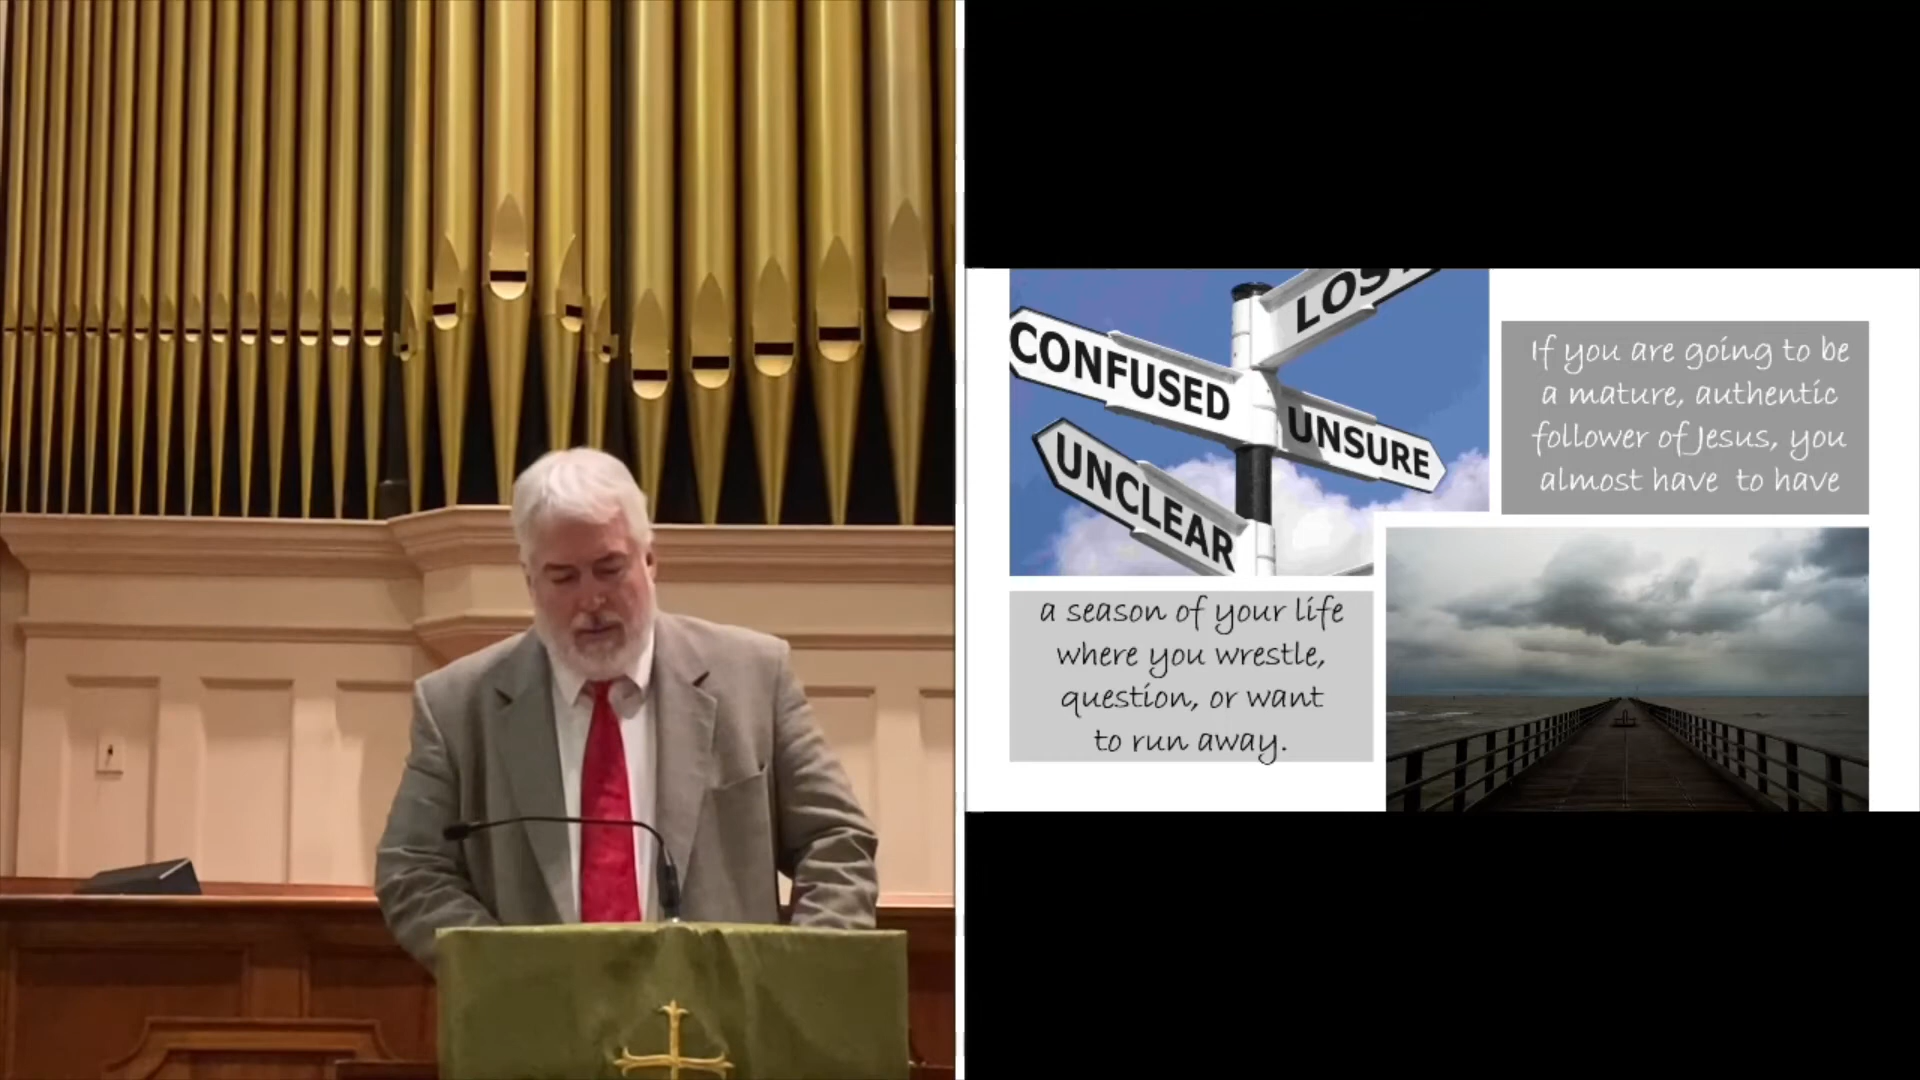 LOST
CONFUSED
UNSURE
UNCLEAR
If you are going to be
a mature, authentic
follower of Jesus, you
almost have to have
a season of your life
where you wrestle,
question, or want
to run away.